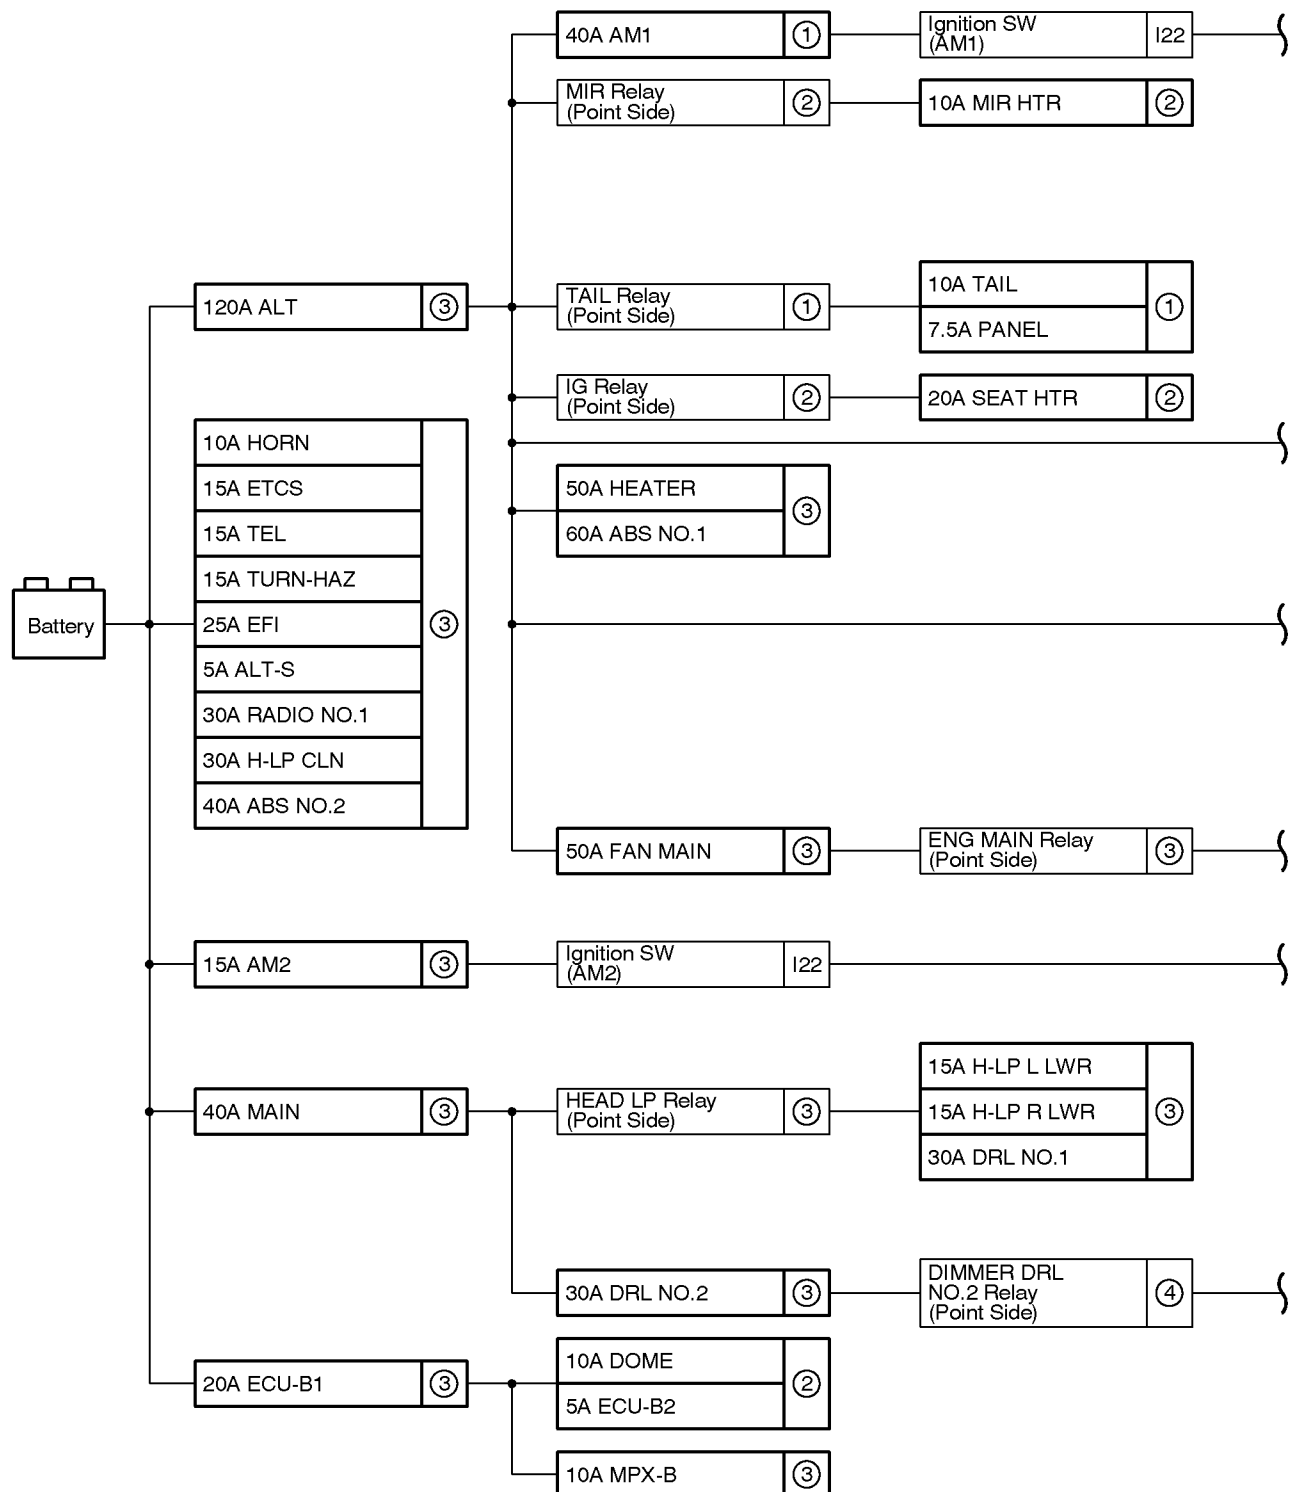 40A AM1 ① Ignition SW I22
(AM1)
MIR Relay ② 10A MIR HTR ②
(Point Side)
120A ALT ③ TAIL Relay ① 10A TAIL ①
(Point Side) 7.5A PANEL
IG Relay ② 20A SEAT HTR ②
(Point Side)
10A HORN
15A ETCS
15A TEL
15A TURN-HAZ
25A EFI ③
5A ALT-S
30A RADIO NO.1
30A H-LP CLN
40A ABS NO.2
50A HEATER ③
60A ABS NO.1
Battery
50A FAN MAIN ③ ENG MAIN Relay ③
(Point Side)
15A AM2 ③ Ignition SW I22
(AM2)
15A H-LP L LWR
40A MAIN ③ HEAD LP Relay ③ 15A H-LP R LWR ③
(Point Side)
30A DRL NO.1
30A DRL NO.2 ③ DIMMER DRL ④
NO.2 Relay
(Point Side)
20A ECU-B1 ③ 10A DOME ②
5A ECU-B2
10A MPX-B ③